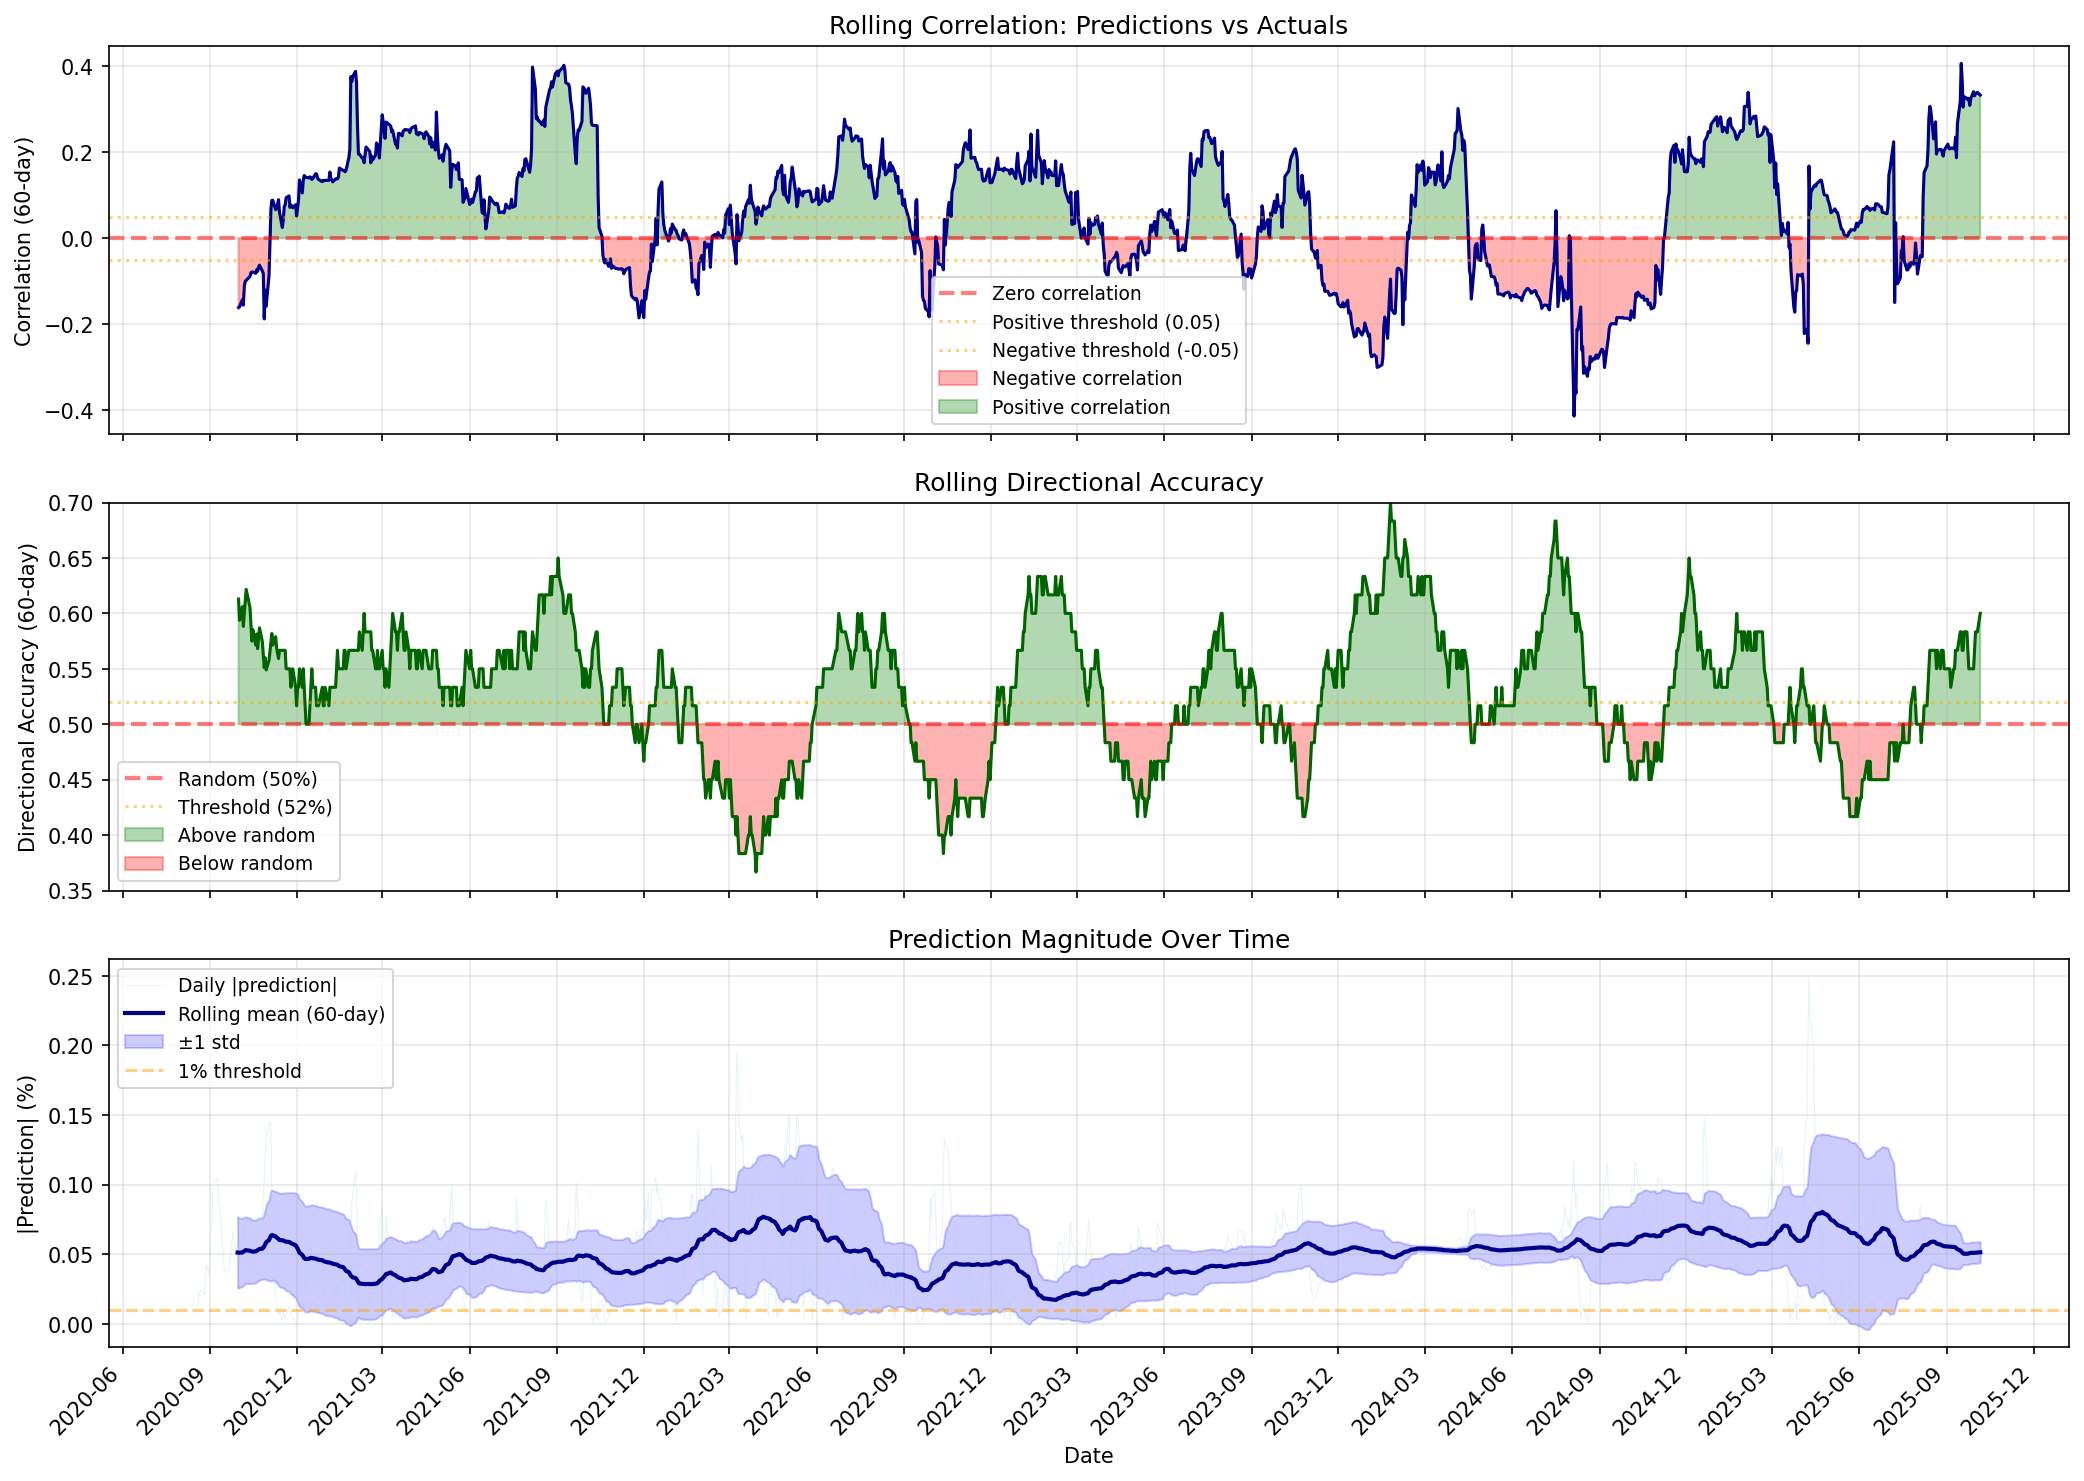 Rolling Correlation: Predictions vs Actuals
Correlation (60-day)
0.4
0.2
0.0
−0.2
−0.4
Zero correlation
Positive threshold (0.05)
Negative threshold (-0.05)
Negative correlation
Positive correlation
Rolling Directional Accuracy
Directional Accuracy (60-day)
0.70
0.65
0.60
0.55
0.50
0.45
0.40
0.35
Random (50%)
Threshold (52%)
Above random
Below random
Prediction Magnitude Over Time
|Prediction| (%)
0.25
0.20
0.15
0.10
0.05
0.00
Daily |prediction|
Rolling mean (60-day)
±1 std
1% threshold
2020-06
2020-09
2020-12
2021-03
2021-06
2021-09
2021-12
2022-03
2022-06
2022-09
2022-12
2023-03
2023-06
2023-09
2023-12
2024-03
2024-06
2024-09
2024-12
2025-03
2025-06
2025-09
2025-12
Date